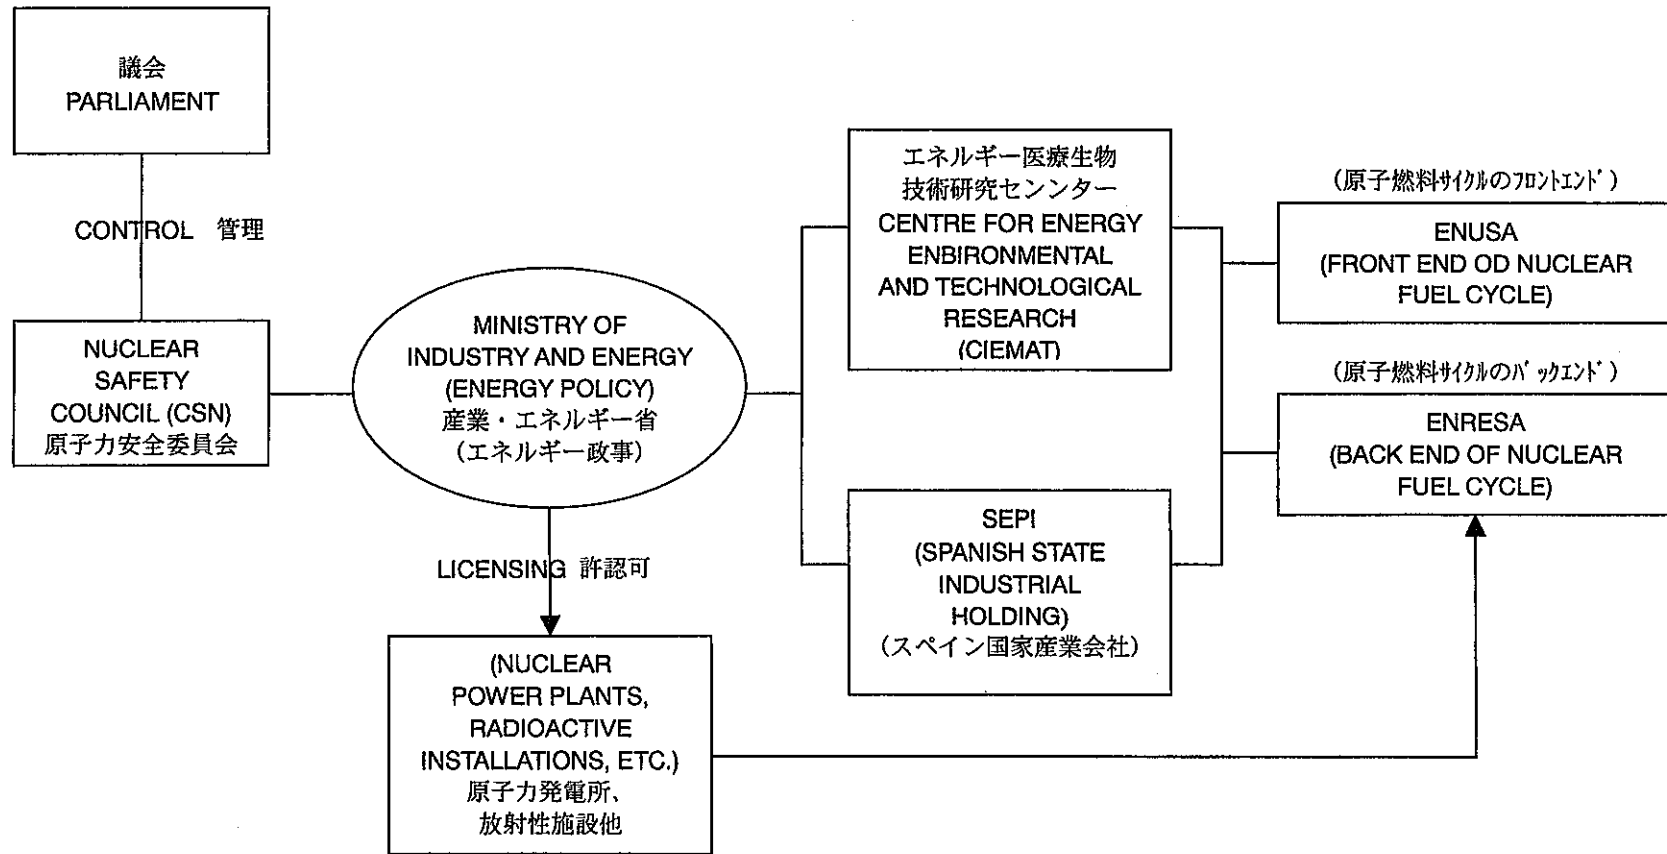 議会
PARLIAMENT
CONTROL 管理
NUCLEAR
SAFETY
COUNCIL (CSN)
原子力安全委員会
MINISTRY OF
INDUSTRY AND ENERGY
(ENERGY POLICY)
産業・エネルギー省
(エネルギー政事)
LICENSING 許認可
(NUCLEAR
POWER PLANTS,
RADIOACTIVE
INSTALLATIONS, ETC.)
原子力発電所、
放射性施設他
エネルギー医療生物
技術研究センンター
CENTRE FOR ENERGY
ENBIRONMENTAL
AND TECHNOLOGICAL
RESEARCH
(CIEMAT)
SEPI
(SPANISH STATE
INDUSTRIAL
HOLDING)
(スペイン国家産業会社)
(原子燃料ｻｲｸﾙのﾌﾛﾝﾄｴﾝﾄﾞ)
ENUSA
(FRONT END OD NUCLEAR
FUEL CYCLE)
(原子燃料ｻｲｸﾙのﾊﾞｯｸｴﾝﾄﾞ)
ENRESA
(BACK END OF NUCLEAR
FUEL CYCLE)